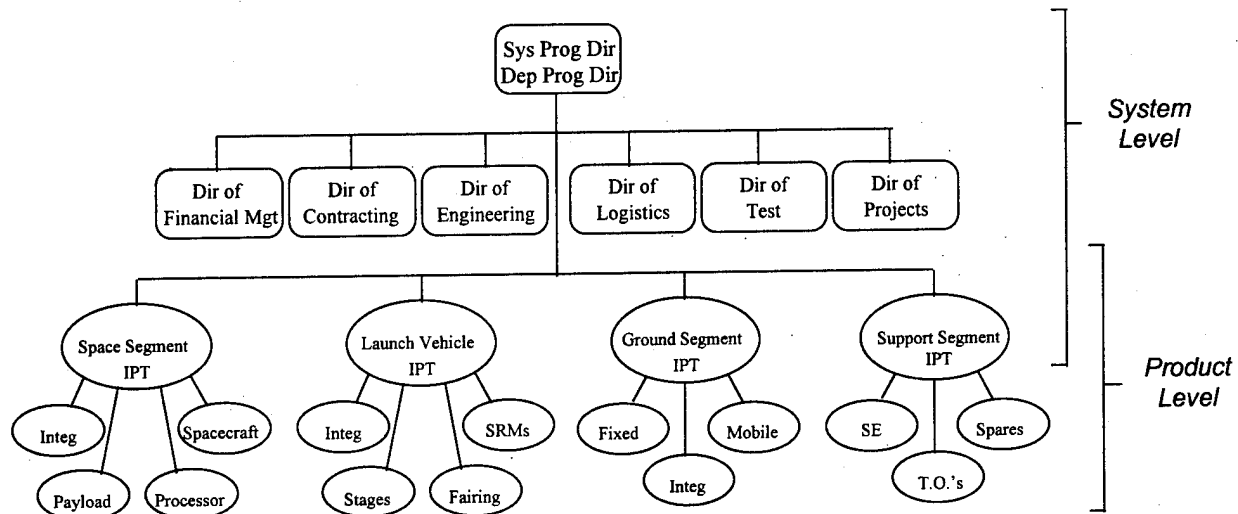 Sys Prog Dir
Dep Prog Dir
System
Level
Dir of
Financial Mgt
Dir of
Contracting
Dir of
Engineering
Dir of
Logistics
Dir of
Test
Dir of
Projects
Space Segment
IPT
Launch Vehicle
IPT
Ground Segment
IPT
Support Segment
IPT
Product
Level
Integ
Payload
Processor
Spacecraft
Integ
Stages
Fairing
SRMs
Fixed
Integ
Mobile
SE
T.O.'s
Spares